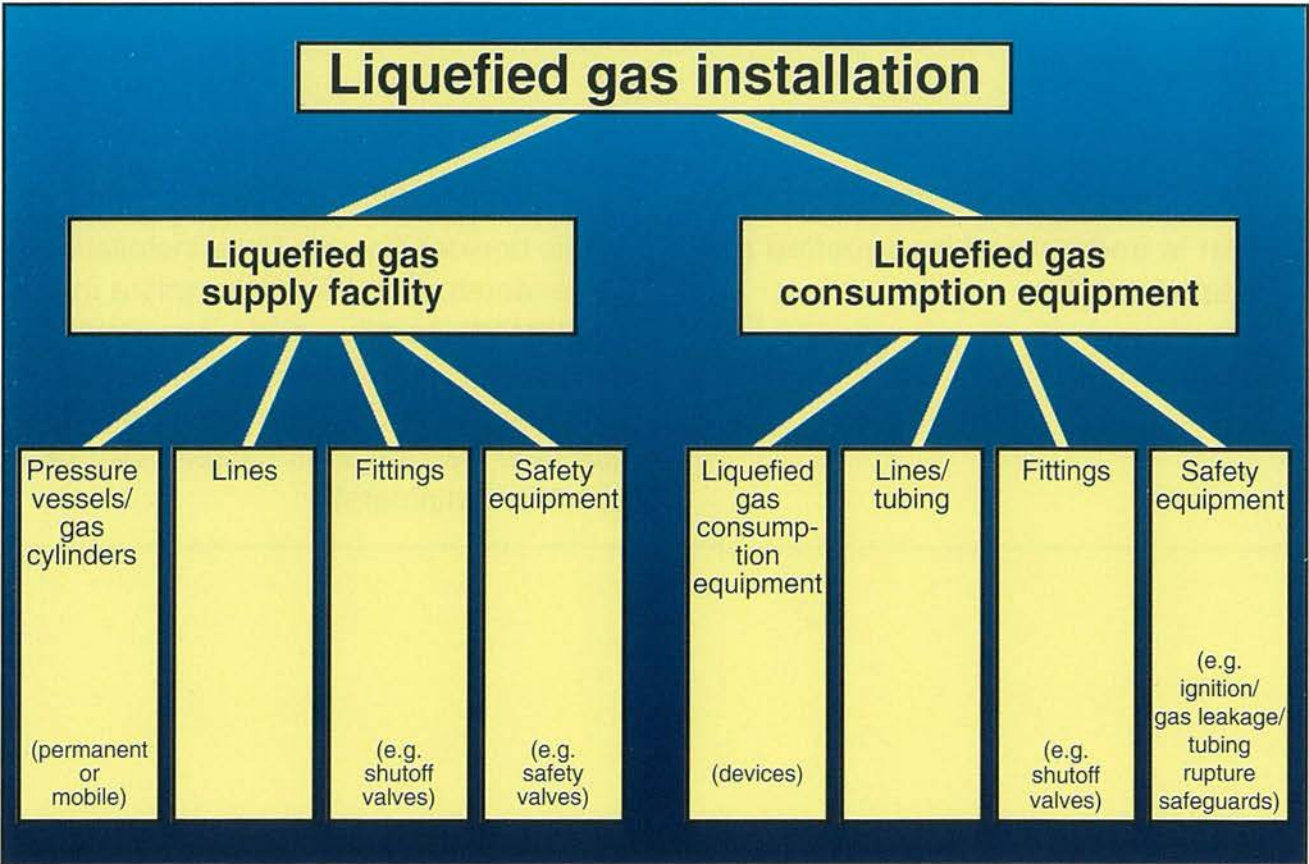 Liquefied gas installation
Liquefied gas
supply facility
Liquefied gas
consumption equipment
Pressure
vessels/
gas
cylinders
(permanent
or
mobile)
Lines
Fittings
(e.g.
shutoff
valves)
Safety
equipment
(e.g.
safety
valves)
Liquefied
gas
consump-
tion
equipment
(devices)
Lines/
tubing
Fittings
(e.g.
shutoff
valves)
Safety
equipment
(e.g.
ignition/
gas leakage/
tubing
rupture
safeguards)